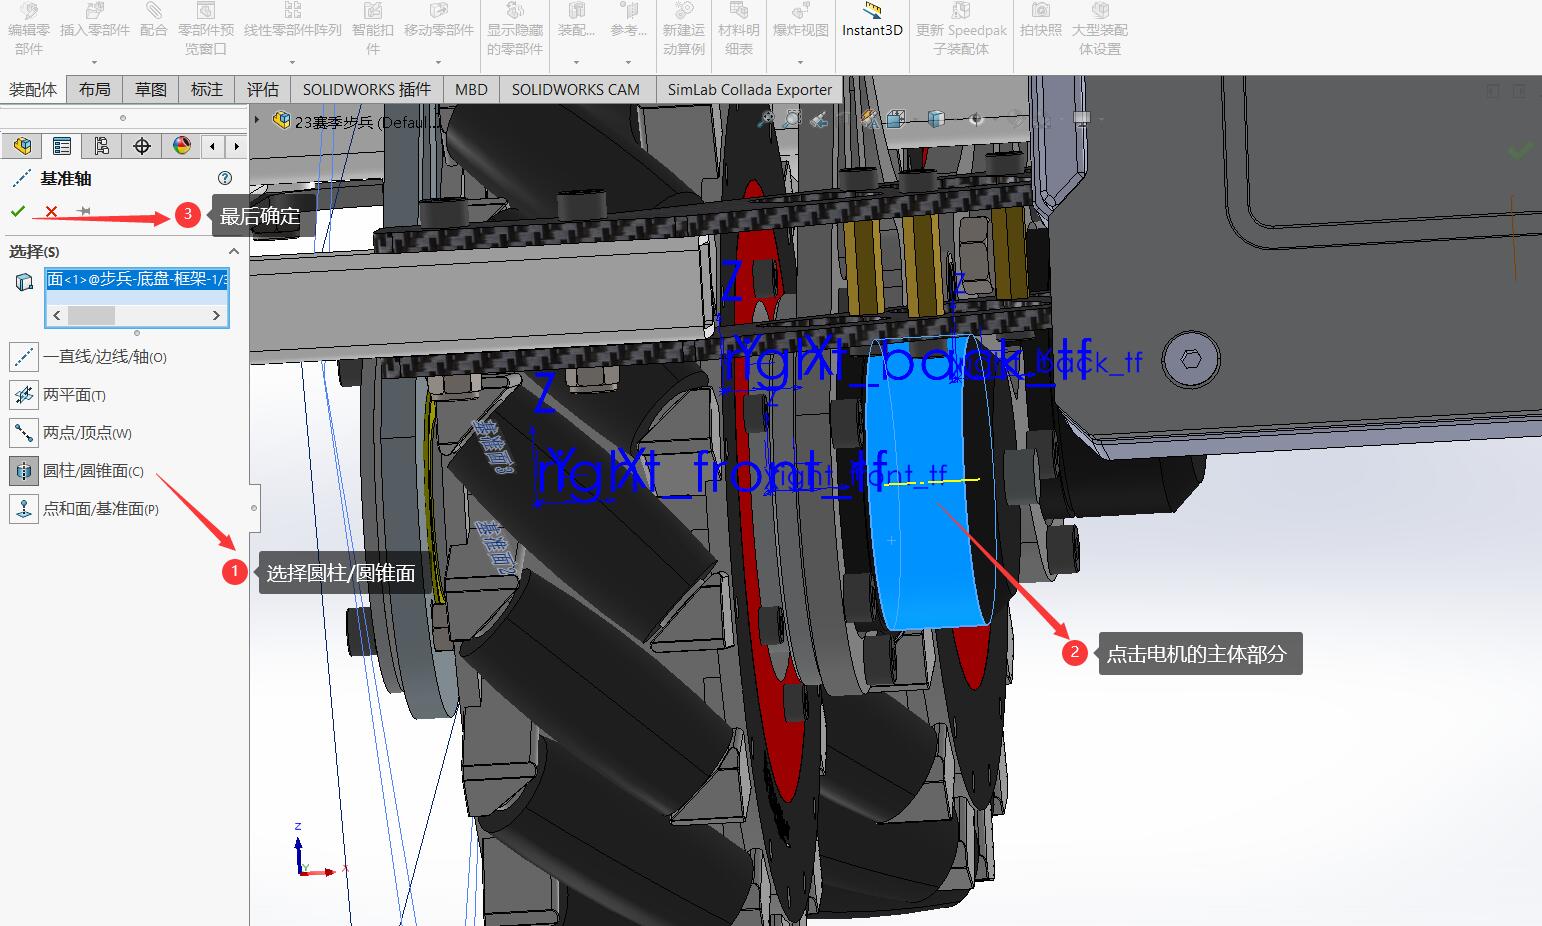 编辑零部件
插入零部件
配合
零部件预览窗口
线性零部件阵列
智能扣件
移动零部件
显示隐藏的零部件
装配...
参考...
新建运动算例
材料明细表
爆炸视图
Instant3D
更新 Speedpak 子装配体
拍快照
大型装配体设置
装配体 布局 草图 标注 评估 SOLIDWORKS 插件 MBD SOLIDWORKS CAM SimLab Collada Exporter
23赛季步兵 (Defaul...
基准轴
3 最后确定
选择(S)
面<1>@步兵-底盘-框架-1/3
一直线/边线/轴(O)
两平面(T)
两点/顶点(W)
圆柱/圆锥面(C)
点和面/基准面(P)
1 选择圆柱/圆锥面
2 点击电机的主体部分
Z
Z
right_back_tf
Z
right_front_tf
right_front_tf
基准面3
基准面2
Z
Y
X